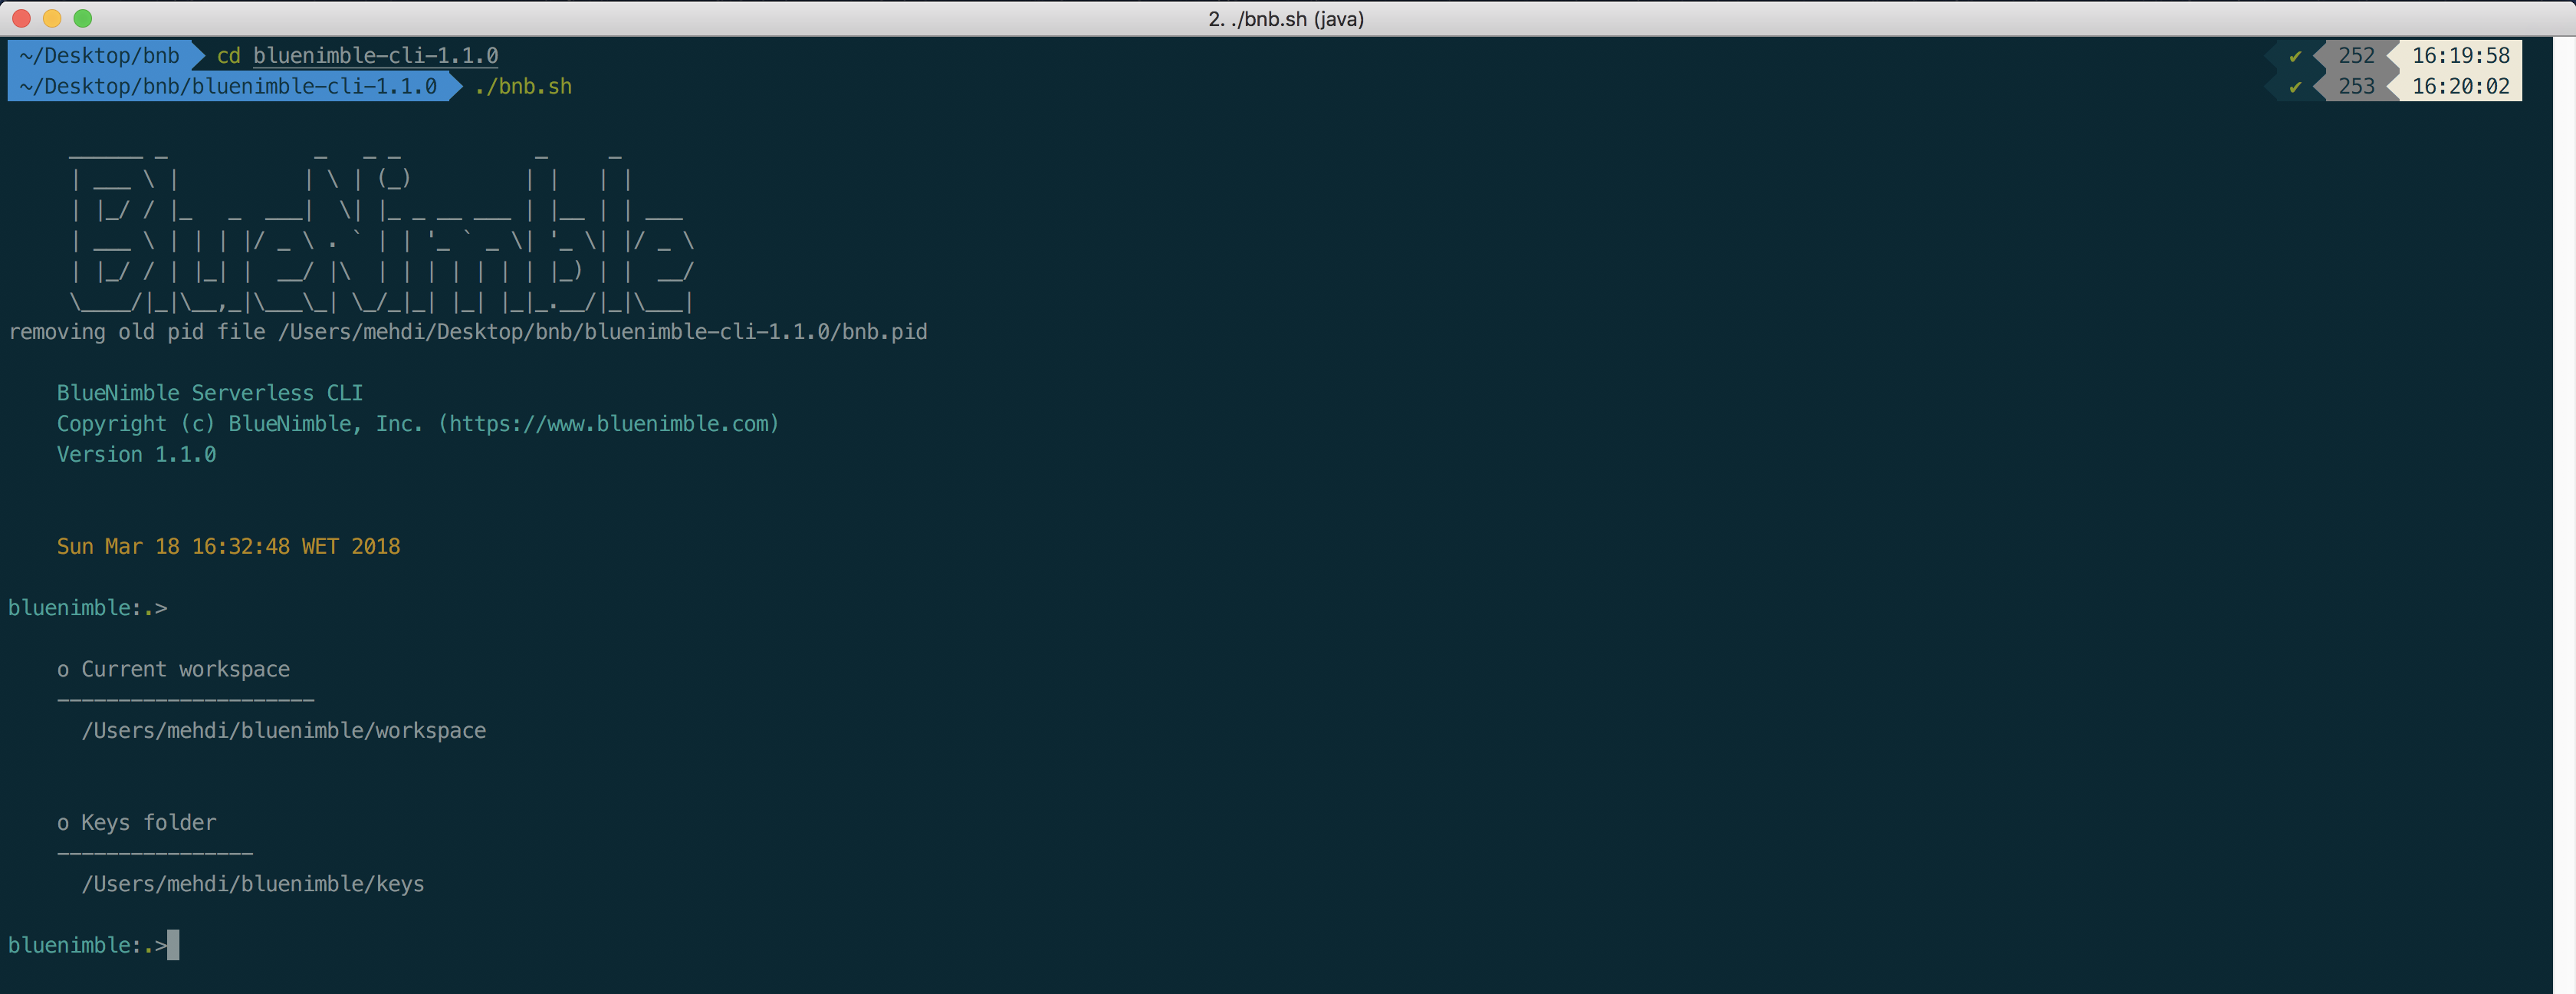 2. ./bnb.sh (java)
~/Desktop/bnb cd bluenimble-cli-1.1.0 ✔ 252 16:19:58
~/Desktop/bnb/bluenimble-cli-1.1.0 ./bnb.sh ✔ 253 16:20:02
BlueNimble
removing old pid file /Users/mehdi/Desktop/bnb/bluenimble-cli-1.1.0/bnb.pid
BlueNimble Serverless CLI
Copyright (c) BlueNimble, Inc. (https://www.bluenimble.com)
Version 1.1.0
Sun Mar 18 16:32:48 WET 2018
bluenimble:.>
o Current workspace
---------------------
/Users/mehdi/bluenimble/workspace
o Keys folder
----------------
/Users/mehdi/bluenimble/keys
bluenimble:.>